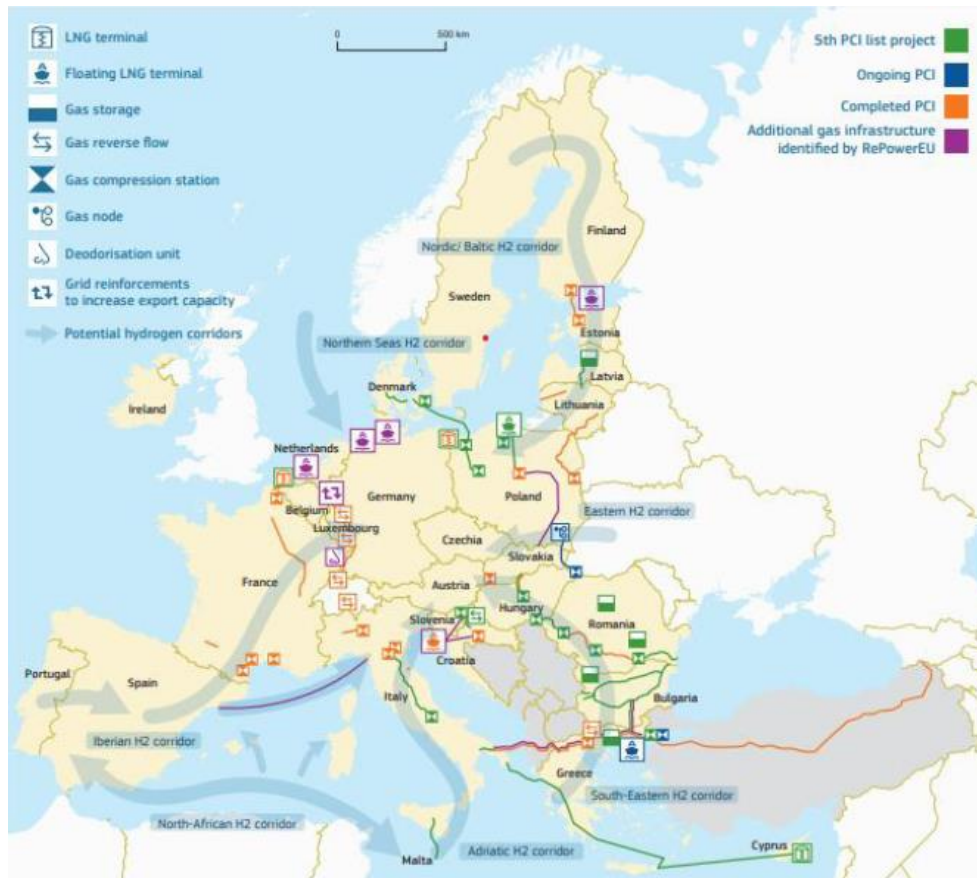 LNG terminal
Floating LNG terminal
Gas storage
Gas reverse flow
Gas compression station
Gas node
Deodorisation unit
Grid reinforcements
to increase export capacity
Potential hydrogen corridors
0
500 km
5th PCI list project
Ongoing PCI
Completed PCI
Additional gas infrastructure
identified by RePowerEU
Finland
Nordic/ Baltic H2 corridor
Sweden
Estonia
Northern Seas H2 corridor
Latvia
Denmark
Lithuania
Ireland
Netherlands
Poland
Germany
Belgium
Eastern H2 corridor
Luxembourg
Czechia
Slovakia
France
Austria
Hungary
Slovenia
Romania
Croatia
Portugal
Spain
Italy
Bulgaria
Iberian H2 corridor
Greece
South-Eastern H2 corridor
North-African H2 corridor
Malta
Adriatic H2 corridor
Cyprus